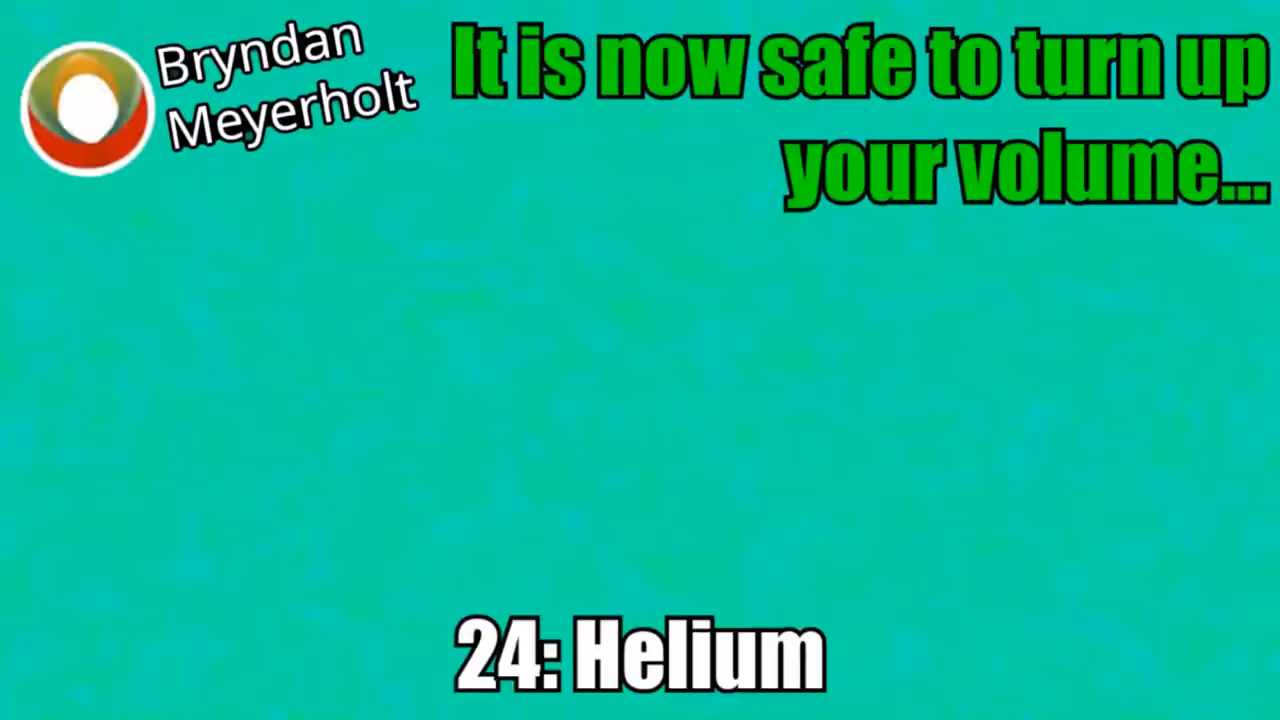 Bryndan
Meyerholt
It is now safe to turn up
your volume...
24: Helium